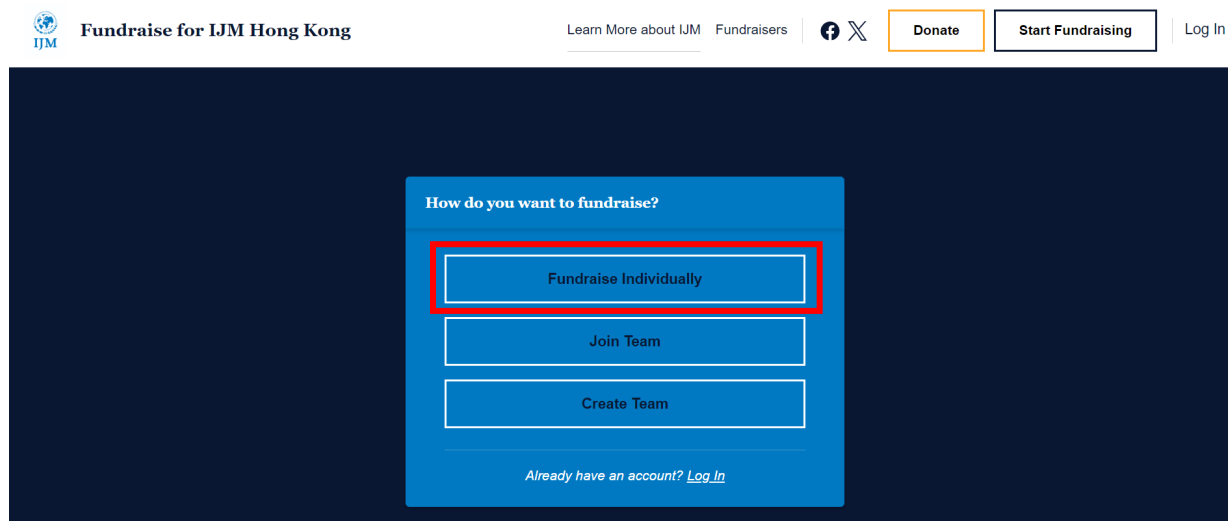 IJM
Fundraise for IJM Hong Kong
Learn More about IJM
Fundraisers
Donate
Start Fundraising
Log In
How do you want to fundraise?
Fundraise Individually
Join Team
Create Team
Already have an account? Log In